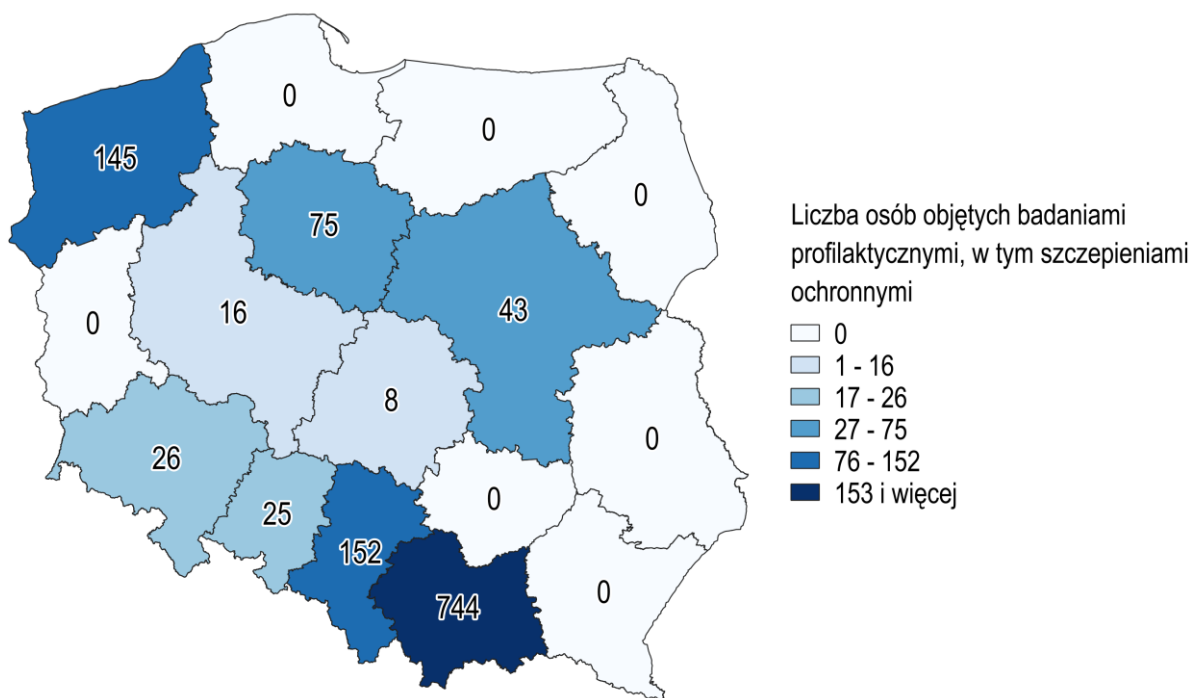 0
0
145
0
75
0
16
43
8
0
26
25
0
152
744
0
Liczba osób objętych badaniami
profilaktycznymi, w tym szczepieniami
ochronnymi
0
1 - 16
17 - 26
27 - 75
76 - 152
153 i więcej